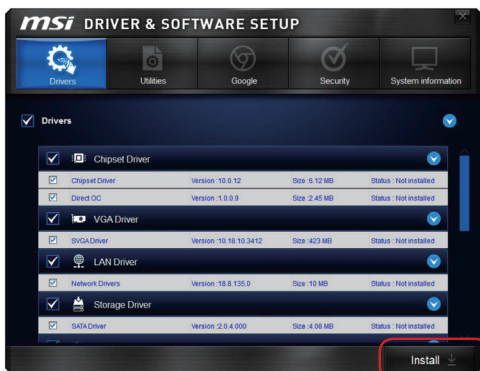 msi DRIVER & SOFTWARE SETUP
Drivers Utilities Google Security System information
Drivers
Chipset Driver
Chipset Driver Version :10.0.12 Size :6.12 MB Status : Not installed
Direct OC Version :1.0.0.9 Size :2.45 MB Status : Not installed
VGA Driver
SVGA Driver Version :10.18.10.3412 Size :423 MB Status : Not installed
LAN Driver
Network Drivers Version :18.8.135.0 Size :10 MB Status : Not installed
Storage Driver
SATA Driver Version :2.0.4.000 Size :4.08 MB Status : Not installed
Install